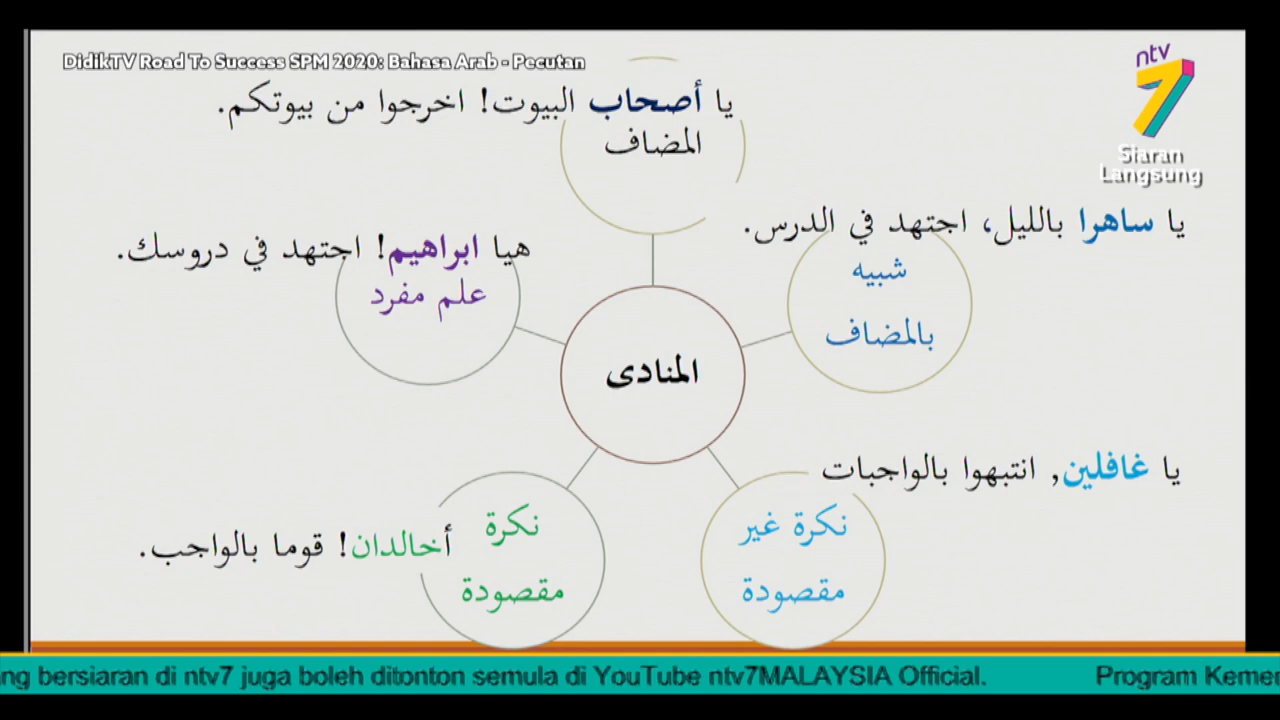 DidikTV Road To Success SPM 2020: Bahasa Arab - Pecutan
ntv
7
Siaran
Langsung
يا أصحاب البيوت! اخرجوا من بيوتكم.
المضاف
يا ساهرا بالليل، اجتهد في الدرس.
شبيه
بالمضاف
هيا ابراهيم! اجتهد في دروسك.
علم مفرد
المنادى
يا غافلين, انتبهوا بالواجبات
نكرة غير
مقصودة
أخالدان! قوما بالواجب.
نكرة
مقصودة
ng bersiaran di ntv7 juga boleh ditonton semula di YouTube ntv7MALAYSIA Official. Program Kemen